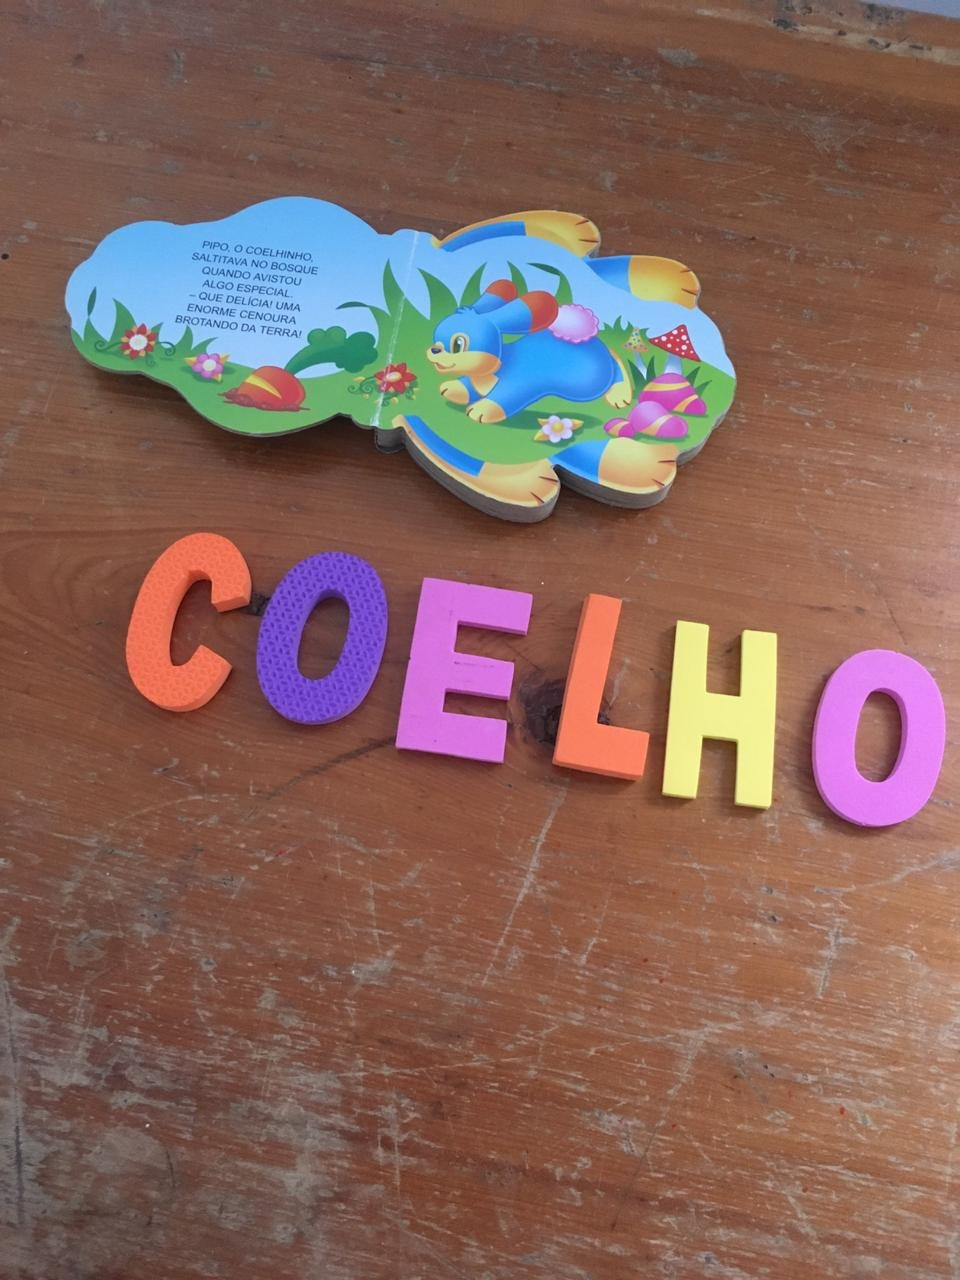 PIPO, O COELHINHO,
SALTITAVA NO BOSQUE
QUANDO AVISTOU
ALGO ESPECIAL.
– QUE DELÍCIA! UMA
ENORME CENOURA
BROTANDO DA TERRA!
COELHO